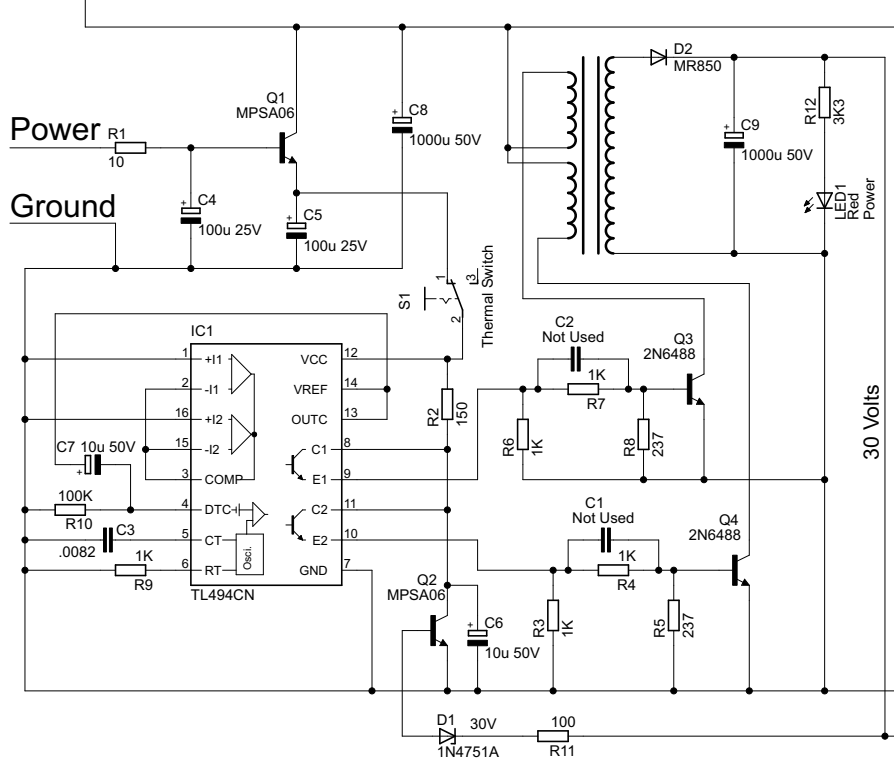 Power
R1
10
Ground
Q1
MPSA06
C4
100u 25V
C5
100u 25V
+
C8
1000u 50V
D2
MR850
+
C9
1000u 50V
R12
3K3
LED1
Red
Power
S1
1
3
2
Thermal Switch
IC1
1 +I1 VCC 12
2 -I1 VREF 14
16 +I2 OUTC 13
15 -I2 C1 8
3 COMP E1 9
4 DTC C2 11
5 CT E2 10
6 RT Osci. GND 7
TL494CN
C7 10u 50V
+
100K
R10
C3
.0082
1K
R9
R2
150
C2
Not Used
1K
R7
R6
1K
R8
237
Q3
2N6488
C1
Not Used
1K
R4
R3
1K
R5
237
Q4
2N6488
30 Volts
Q2
MPSA06
+
C6
10u 50V
D1 30V
1N4751A
100
R11